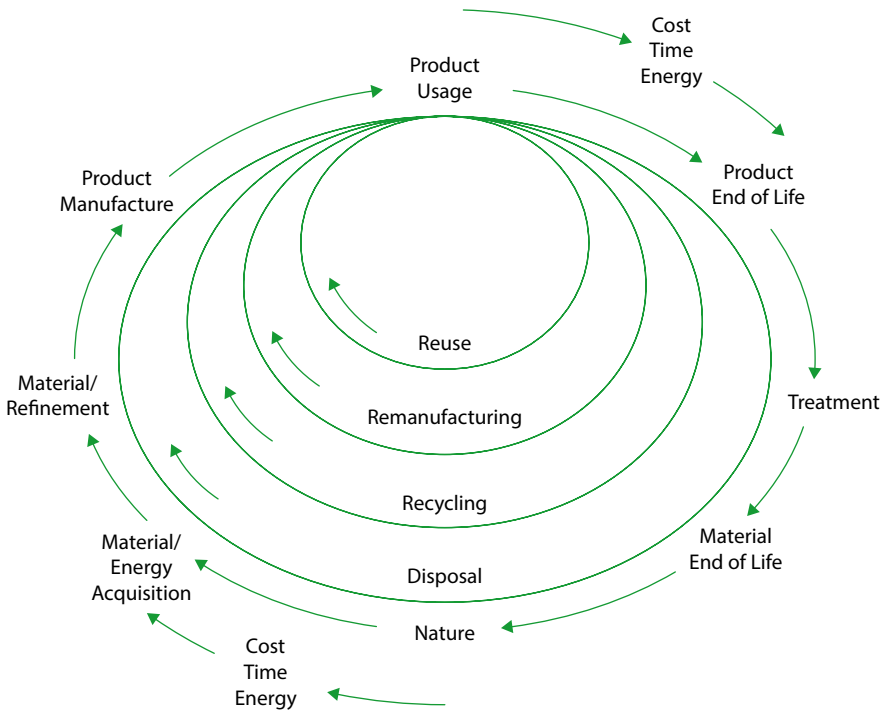 Cost
Time
Energy
Product
Usage
Product
End of Life
Product
Manufacture
Reuse
Material/
Refinement
Treatment
Remanufacturing
Recycling
Material
End of Life
Material/
Energy
Acquisition
Disposal
Nature
Cost
Time
Energy